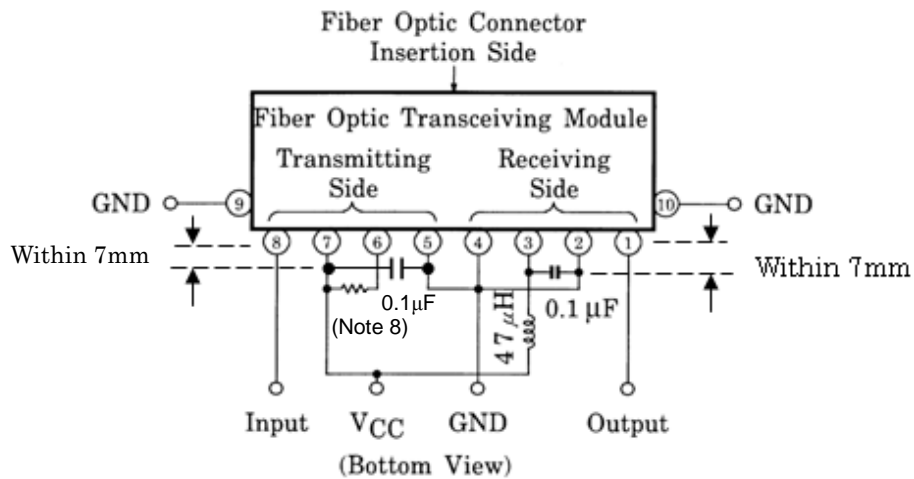 Fiber Optic Connector
Insertion Side
Fiber Optic Transceiving Module
Transmitting
Side
Receiving
Side
GND
9
10
GND
8
7
6
5
4
3
2
1
Within 7mm
Within 7mm
0.1μF
(Note 8)
47μH
0.1μF
Input
VCC
GND
Output
(Bottom View)